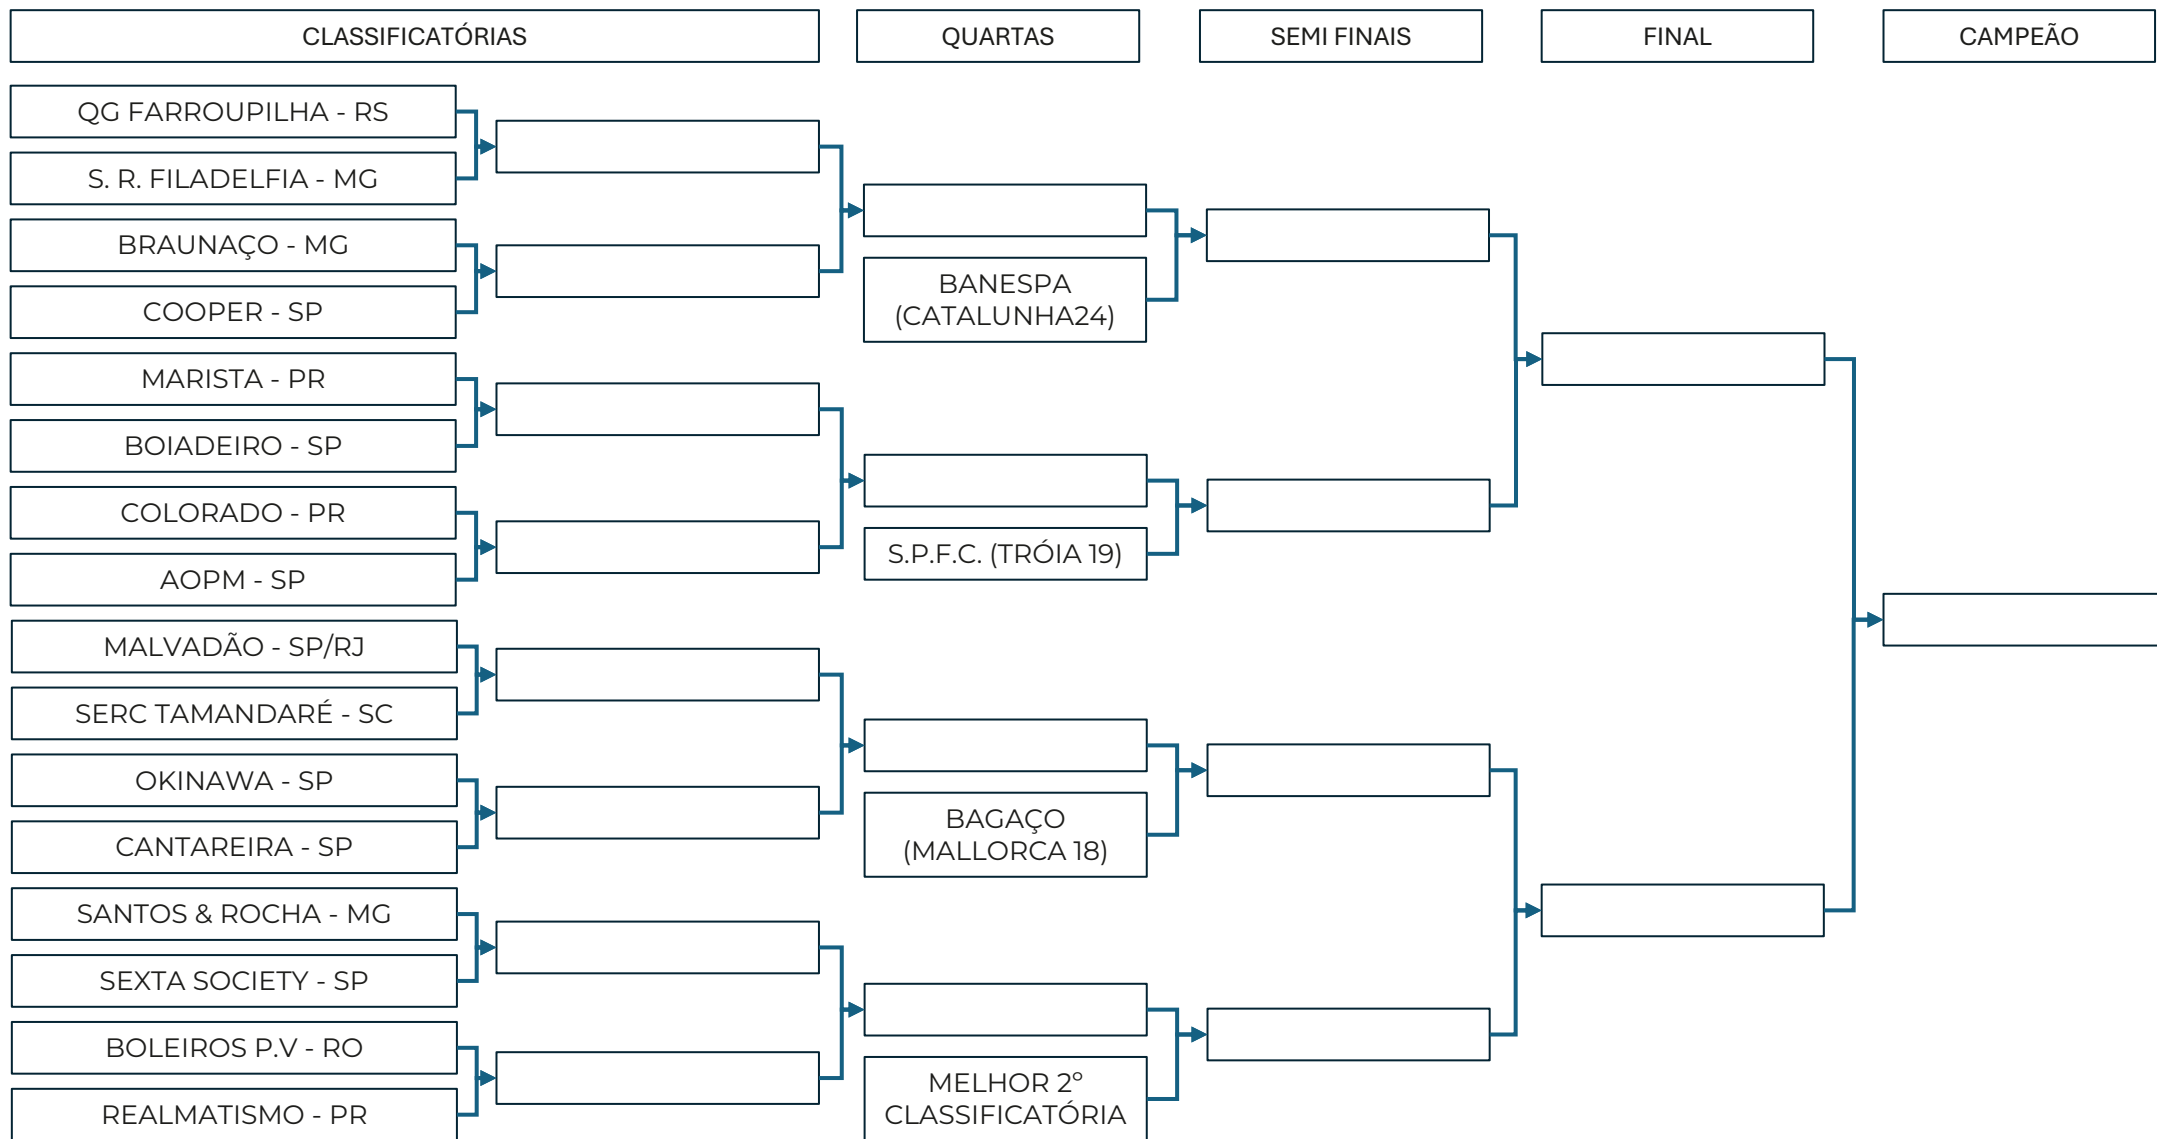 CLASSIFICATÓRIAS
QUARTAS
SEMI FINAIS
FINAL
CAMPEÃO
QG FARROUPILHA - RS
S. R. FILADELFIA - MG
BRAUNAÇO - MG
COOPER - SP
MARISTA - PR
BOIADEIRO - SP
COLORADO - PR
AOPM - SP
MALVADÃO - SP/RJ
SERC TAMANDARÉ - SC
OKINAWA - SP
CANTAREIRA - SP
SANTOS & ROCHA - MG
SEXTA SOCIETY - SP
BOLEIROS P.V - RO
REALMATISMO - PR
BANESPA
(CATALUNHA24)
S.P.F.C. (TRÓIA 19)
BAGAÇO
(MALLORCA 18)
MELHOR 2º
CLASSIFICATÓRIA